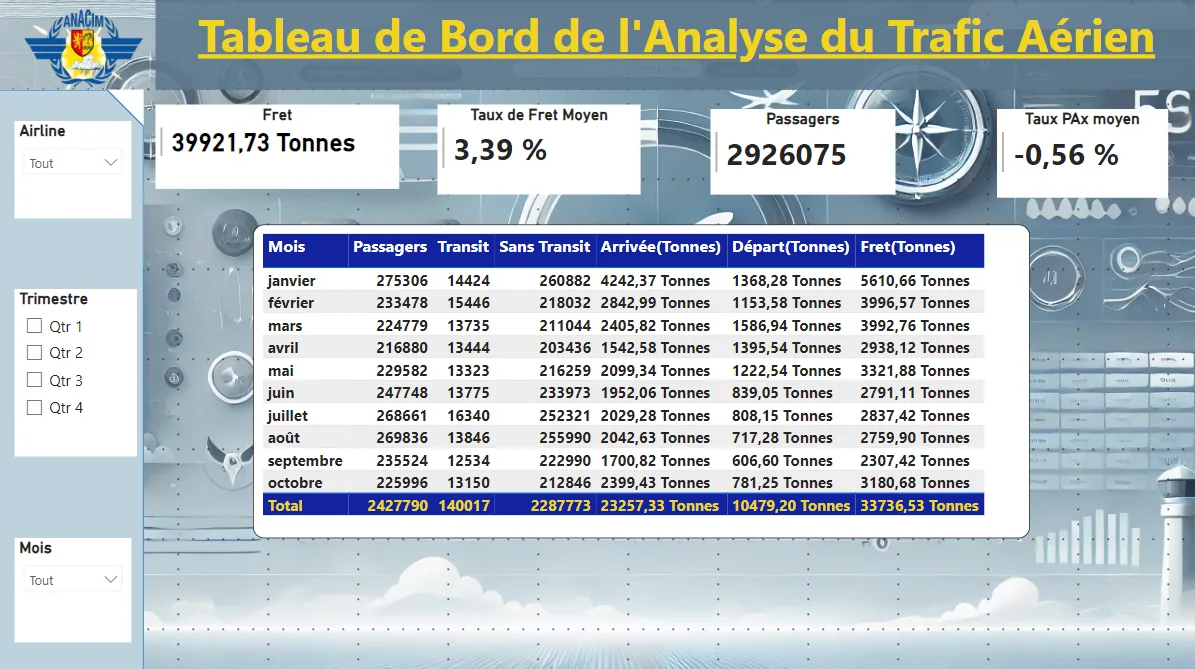 ANACIM
Tableau de Bord de l'Analyse du Trafic Aérien
Airline
Tout
Fret
39921,73 Tonnes
Taux de Fret Moyen
3,39 %
Passagers
2926075
Taux PAx moyen
-0,56 %
Trimestre
Qtr 1
Qtr 2
Qtr 3
Qtr 4
Mois
Tout
Mois Passagers Transit Sans Transit Arrivée(Tonnes) Départ(Tonnes) Fret(Tonnes)
janvier 275306 14424 260882 4242,37 Tonnes 1368,28 Tonnes 5610,66 Tonnes
février 233478 15446 218032 2842,99 Tonnes 1153,58 Tonnes 3996,57 Tonnes
mars 224779 13735 211044 2405,82 Tonnes 1586,94 Tonnes 3992,76 Tonnes
avril 216880 13444 203436 1542,58 Tonnes 1395,54 Tonnes 2938,12 Tonnes
mai 229582 13323 216259 2099,34 Tonnes 1222,54 Tonnes 3321,88 Tonnes
juin 247748 13775 233973 1952,06 Tonnes 839,05 Tonnes 2791,11 Tonnes
juillet 268661 16340 252321 2029,28 Tonnes 808,15 Tonnes 2837,42 Tonnes
août 269836 13846 255990 2042,63 Tonnes 717,28 Tonnes 2759,90 Tonnes
septembre 235524 12534 222990 1700,82 Tonnes 606,60 Tonnes 2307,42 Tonnes
octobre 225996 13150 212846 2399,43 Tonnes 781,25 Tonnes 3180,68 Tonnes
Total 2427790 140017 2287773 23257,33 Tonnes 10479,20 Tonnes 33736,53 Tonnes